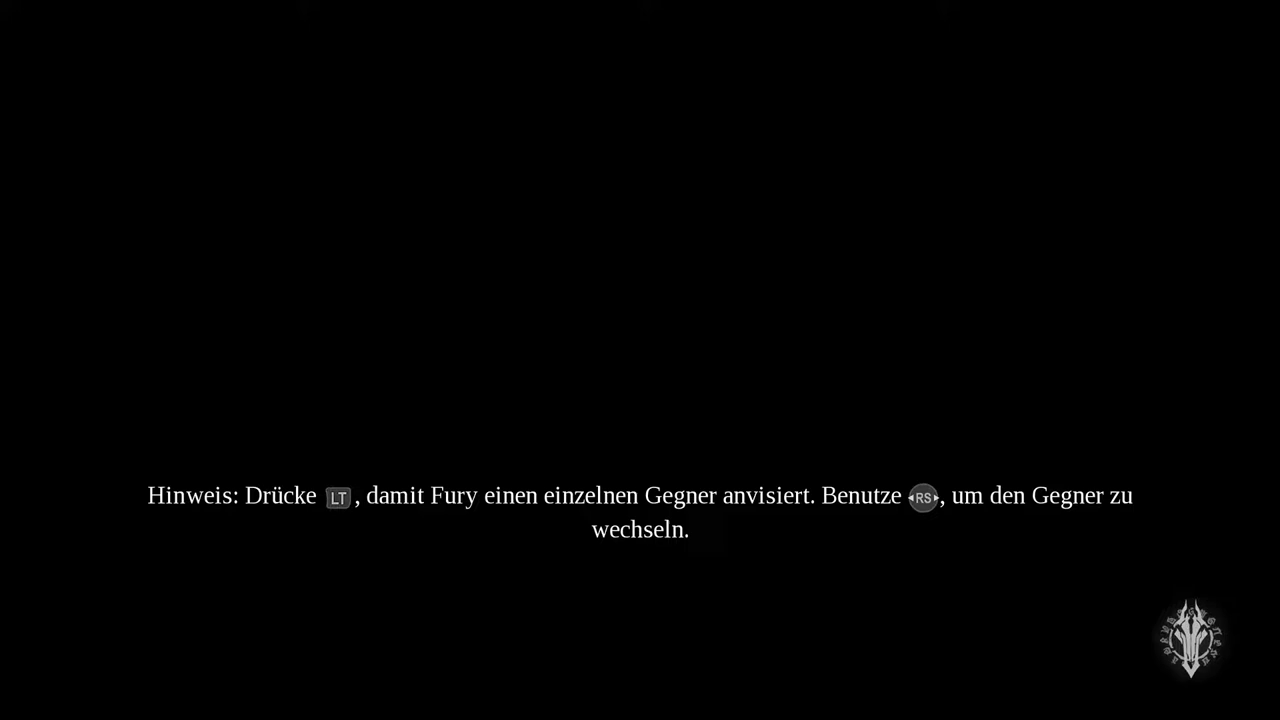 Hinweis: Drücke LT, damit Fury einen einzelnen Gegner anvisiert. Benutze RS, um den Gegner zu
wechseln.